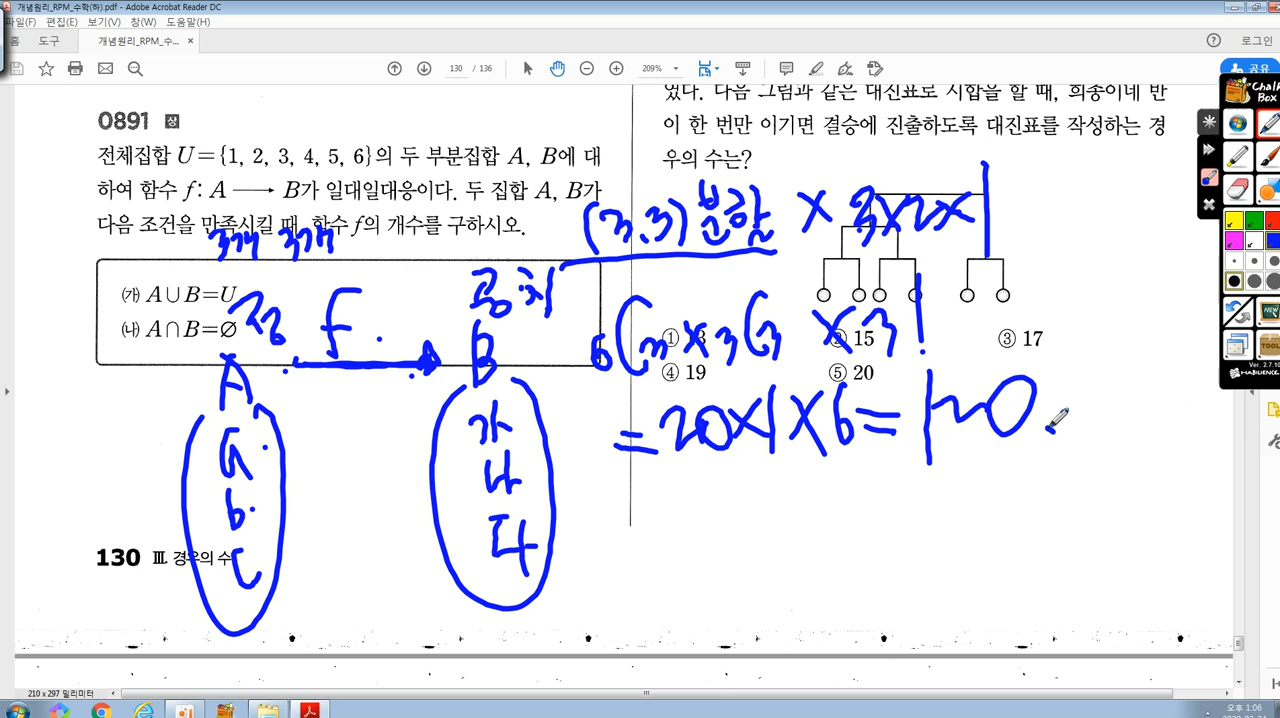 개념원리_RPM_수학(하).pdf - Adobe Acrobat Reader DC
파일(F) 편집(E) 보기(V) 창(W) 도움말(H)
홈 도구 개념원리_RPM_수... × 로그인
130 / 136 209% 공유
Chalk Box
0891 상
전체집합 U={1, 2, 3, 4, 5, 6}의 두 부분집합 A, B에 대
하여 함수 f: A → B가 일대일대응이다. 두 집합 A, B가
다음 조건을 만족시킬 때, 함수 f의 개수를 구하시오.
3개 3개
㈎ A∪B=U
㈏ A∩B=∅
f
A B
a
b
c
가
나
다
130 Ⅲ. 경우의 수
었다. 다음 그림과 같은 대진표로 시합을 할 때, 희종이네 반
이 한 번만 이기면 결승에 진출하도록 대진표를 작성하는 경
우의 수는?
(3, 3) 분할 × 3×2×1
6C3×3C3 × 3!
② 15 ③ 17
④ 19 ⑤ 20
=20×1×6=120.
HABILIENCE
210 x 297 밀리미터
오후 1:06